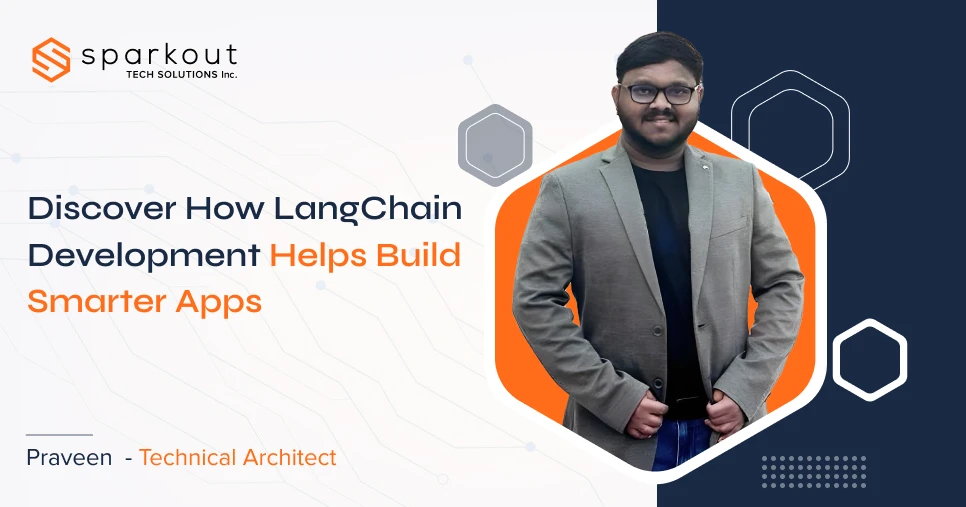 sparkout
TECH SOLUTIONS Inc.
Discover How LangChain
Development Helps Build
Smarter Apps
Praveen - Technical Architect